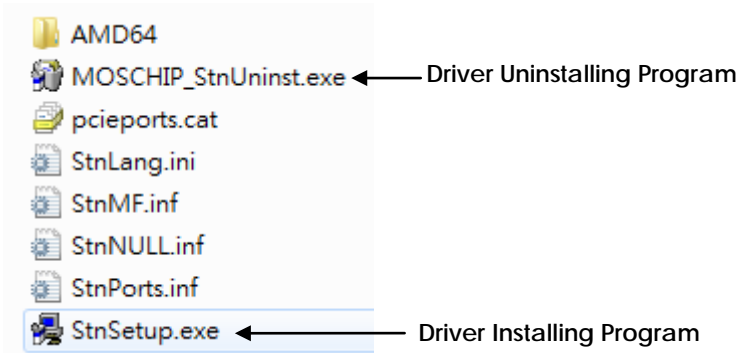 AMD64
MOSCHIP_StnUninst.exe Driver Uninstalling Program
pcieports.cat
StnLang.ini
StnMF.inf
StnNULL.inf
StnPorts.inf
StnSetup.exe Driver Installing Program